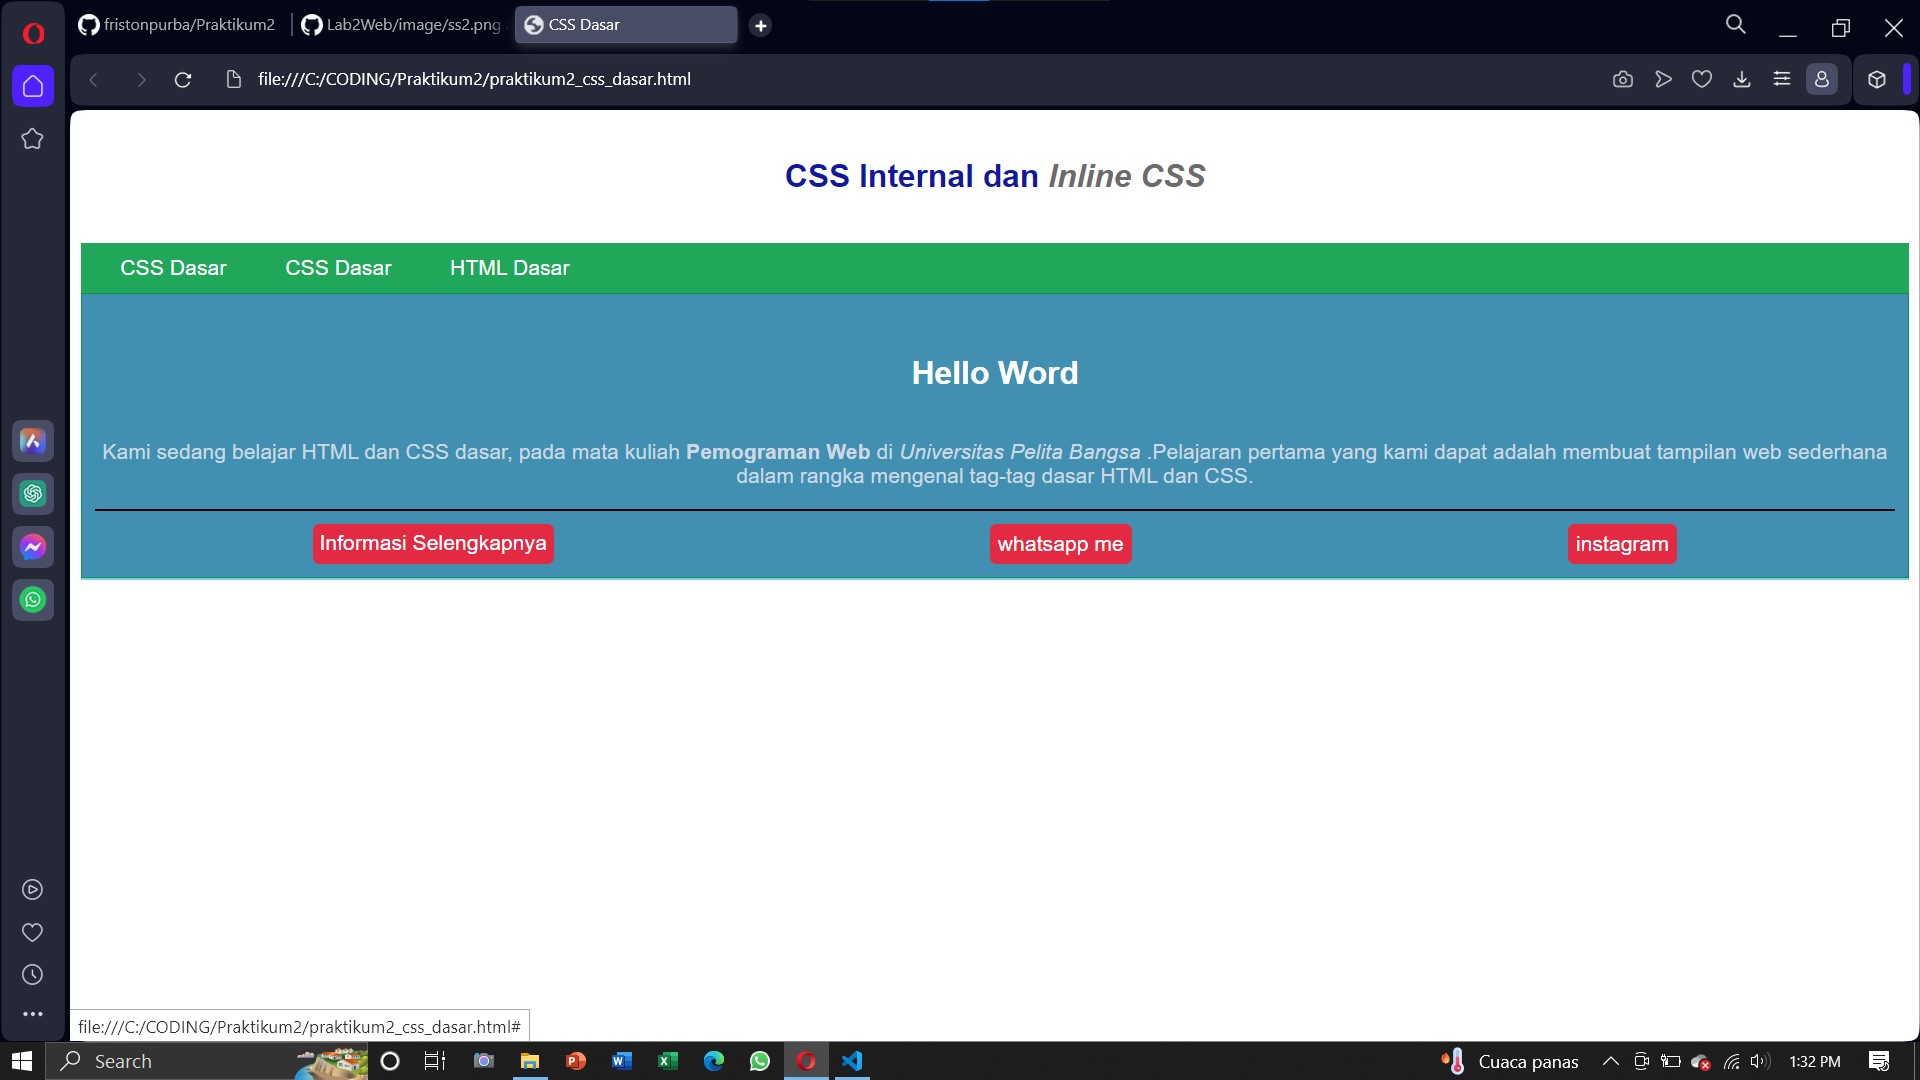 fristonpurba/Praktikum2
Lab2Web/image/ss2.png
CSS Dasar
file:///C:/CODING/Praktikum2/praktikum2_css_dasar.html
CSS Internal dan Inline CSS
CSS Dasar CSS Dasar HTML Dasar
Hello Word
Kami sedang belajar HTML dan CSS dasar, pada mata kuliah Pemograman Web di Universitas Pelita Bangsa .Pelajaran pertama yang kami dapat adalah membuat tampilan web sederhana
dalam rangka mengenal tag-tag dasar HTML dan CSS.
Informasi Selengkapnya whatsapp me instagram
file:///C:/CODING/Praktikum2/praktikum2_css_dasar.html#
Search
Cuaca panas
1:32 PM